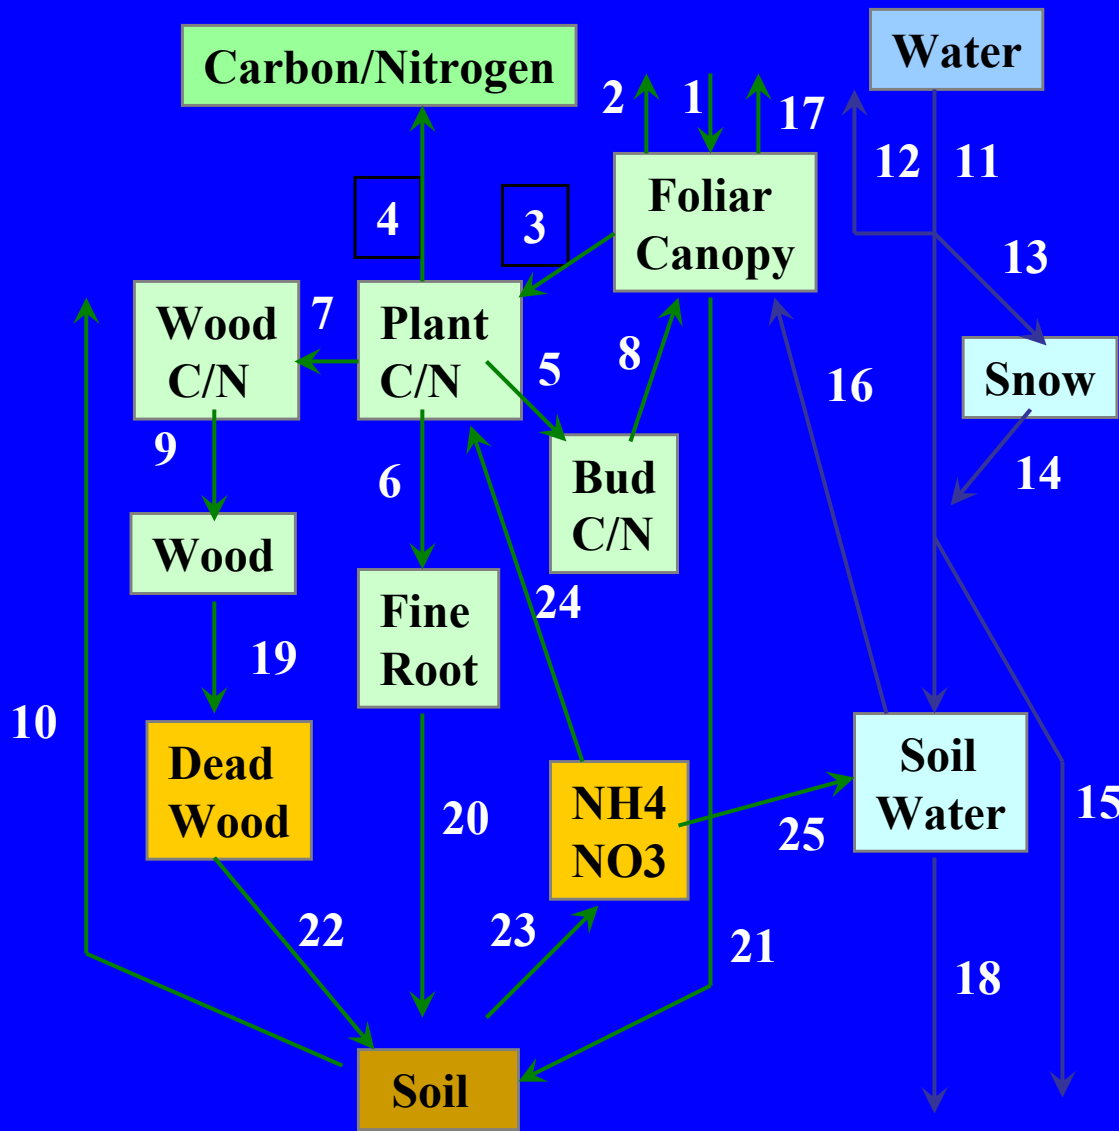 Carbon/Nitrogen
Water
2
1
17
12
11
Foliar
Canopy
4
3
13
Wood
C/N
7
Plant
C/N
5
8
16
Snow
9
6
Bud
C/N
14
Wood
Fine
Root
24
19
10
Dead
Wood
20
NH4
NO3
25
Soil
Water
15
22
23
21
18
Soil